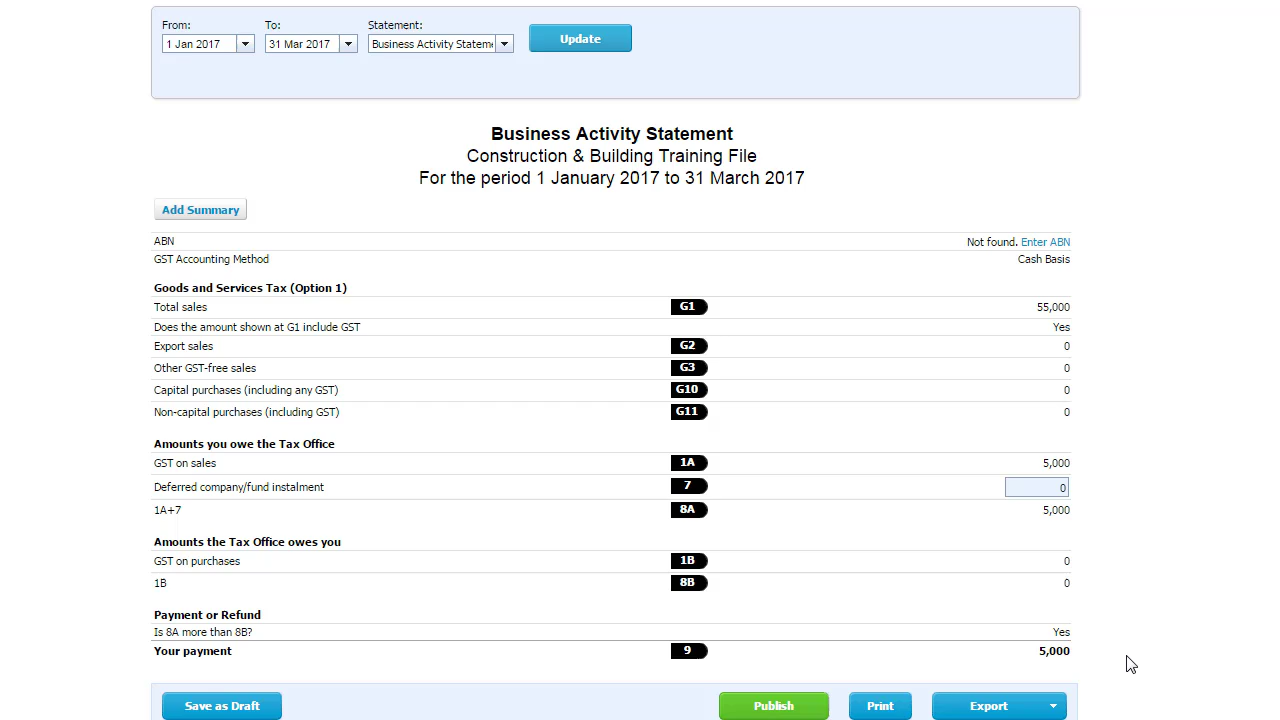 From: To: Statement:
1 Jan 2017 31 Mar 2017 Business Activity Statem Update
Business Activity Statement
Construction & Building Training File
For the period 1 January 2017 to 31 March 2017
Add Summary
ABN Not found. Enter ABN
GST Accounting Method Cash Basis
Goods and Services Tax (Option 1)
Total sales G1 55,000
Does the amount shown at G1 include GST Yes
Export sales G2 0
Other GST-free sales G3 0
Capital purchases (including any GST) G10 0
Non-capital purchases (including GST) G11 0
Amounts you owe the Tax Office
GST on sales 1A 5,000
Deferred company/fund instalment 7 0
1A+7 8A 5,000
Amounts the Tax Office owes you
GST on purchases 1B 0
1B 8B 0
Payment or Refund
Is 8A more than 8B? Yes
Your payment 9 5,000
Save as Draft Publish Print Export